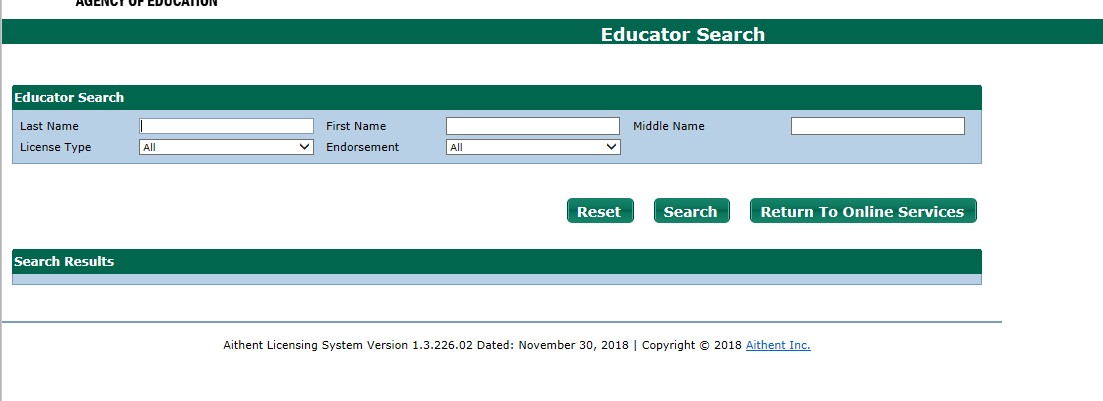 AGENCY OF EDUCATION
Educator Search
Educator Search
Last Name First Name Middle Name
License Type All Endorsement All
Reset Search Return To Online Services
Search Results
Aithent Licensing System Version 1.3.226.02 Dated: November 30, 2018 | Copyright © 2018 Aithent Inc.